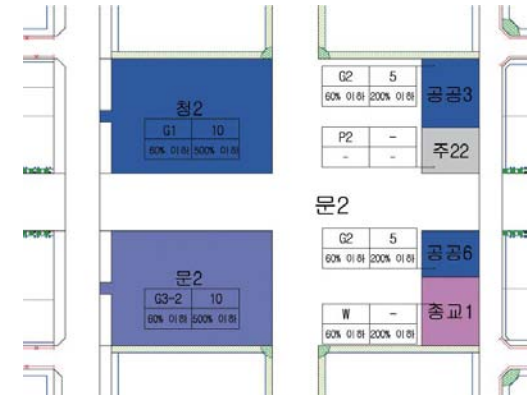 청2
G1 10
60% 이하 500% 이하
G2 5
60% 이하 200% 이하
공공3
P2 -
- -
주22
문2
문2
G3-2 10
60% 이하 500% 이하
G2 5
60% 이하 200% 이하
공공6
W -
60% 이하 200% 이하
종교1